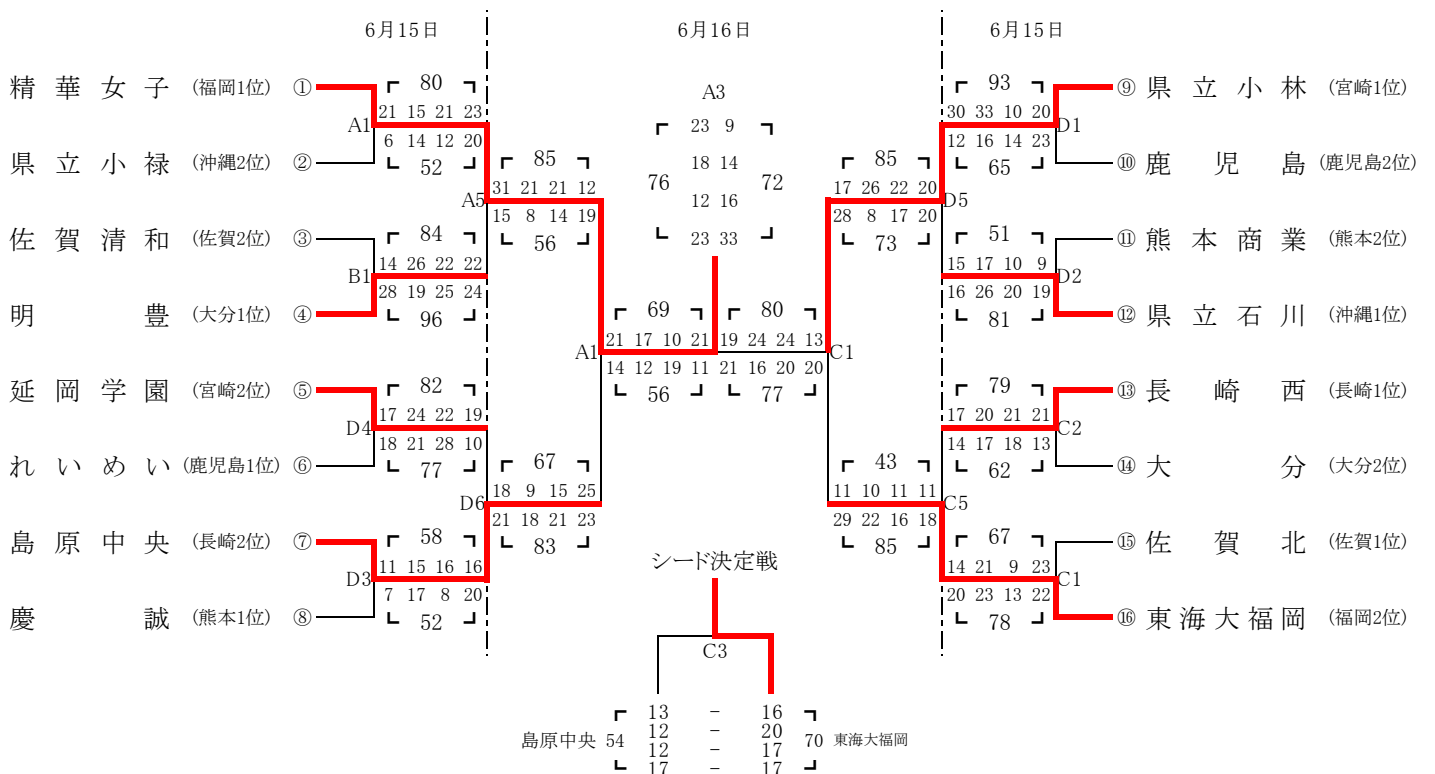 6月15日 6月16日 6月15日
精華女子 (福岡1位) ① 80 A3 93 ⑨ 県立小林 (宮崎1位)
21 15 21 23 23 9 30 33 10 20
A1 D1
6 14 12 20 12 16 14 23
県立小禄 (沖縄2位) ② 52 85 18 14 85 65 ⑩ 鹿児島 (鹿児島2位)
76 72
31 21 21 12 12 16 17 26 22 20
A5 D5
15 8 14 19 28 8 17 20
佐賀清和 (佐賀2位) ③ 84 56 23 33 73 51 ⑪ 熊本商業 (熊本2位)
14 26 22 22 15 17 10 9
B1 D2
28 19 25 24 16 26 20 19
明豊 (大分1位) ④ 96 69 80 81 ⑫ 県立石川 (沖縄1位)
21 17 10 21 19 24 24 13
A1 C1
14 12 19 11 21 16 20 20
延岡学園 (宮崎2位) ⑤ 82 56 77 79 ⑬ 長崎西 (長崎1位)
17 24 22 19 17 20 21 21
D4 C2
18 21 28 10 14 17 18 13
れいめい (鹿児島1位) ⑥ 77 67 43 62 ⑭ 大分 (大分2位)
18 9 15 25 11 10 11 11
D6 C5
21 18 21 23 29 22 16 18
島原中央 (長崎2位) ⑦ 58 83 85 67 ⑮ 佐賀北 (佐賀1位)
シード決定戦
11 15 16 16 14 21 9 23
D3 C1
7 17 8 20 20 23 13 22
慶誠 (熊本1位) ⑧ 52 78 ⑯ 東海大福岡 (福岡2位)
C3
13 － 16
12 － 20
島原中央 54 70 東海大福岡
12 － 17
17 － 17